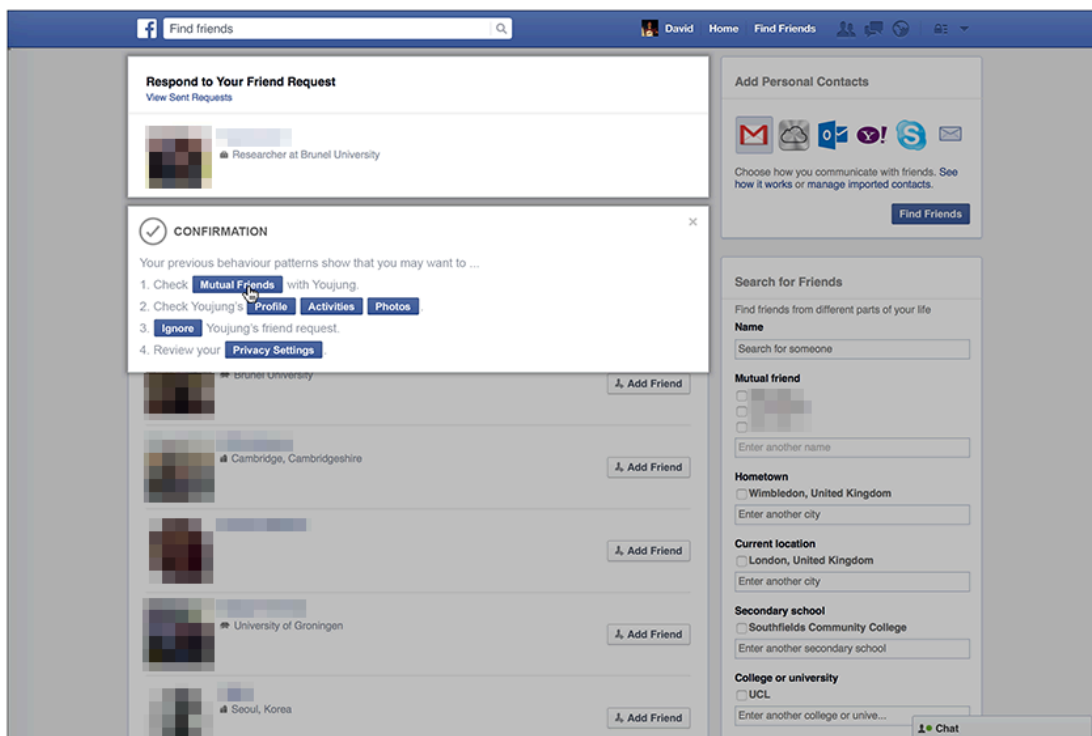 f
Find friends
David Home Find Friends
Respond to Your Friend Request
View Sent Requests
Researcher at Brunel University
CONFIRMATION
Your previous behaviour patterns show that you may want to ...
1. Check Mutual Friends with Youjung.
2. Check Youjung's Profile Activities Photos .
3. Ignore Youjung's friend request.
4. Review your Privacy Settings .
Brunel University
Add Friend
Cambridge, Cambridgeshire
Add Friend
Add Friend
University of Groningen
Add Friend
Seoul, Korea
Add Friend
Add Personal Contacts
Choose how you communicate with friends. See
how it works or manage imported contacts.
Find Friends
Search for Friends
Find friends from different parts of your life
Name
Search for someone
Mutual friend
Enter another name
Hometown
Wimbledon, United Kingdom
Enter another city
Current location
London, United Kingdom
Enter another city
Secondary school
Southfields Community College
Enter another secondary school
College or university
UCL
Enter another college or unive...
Chat